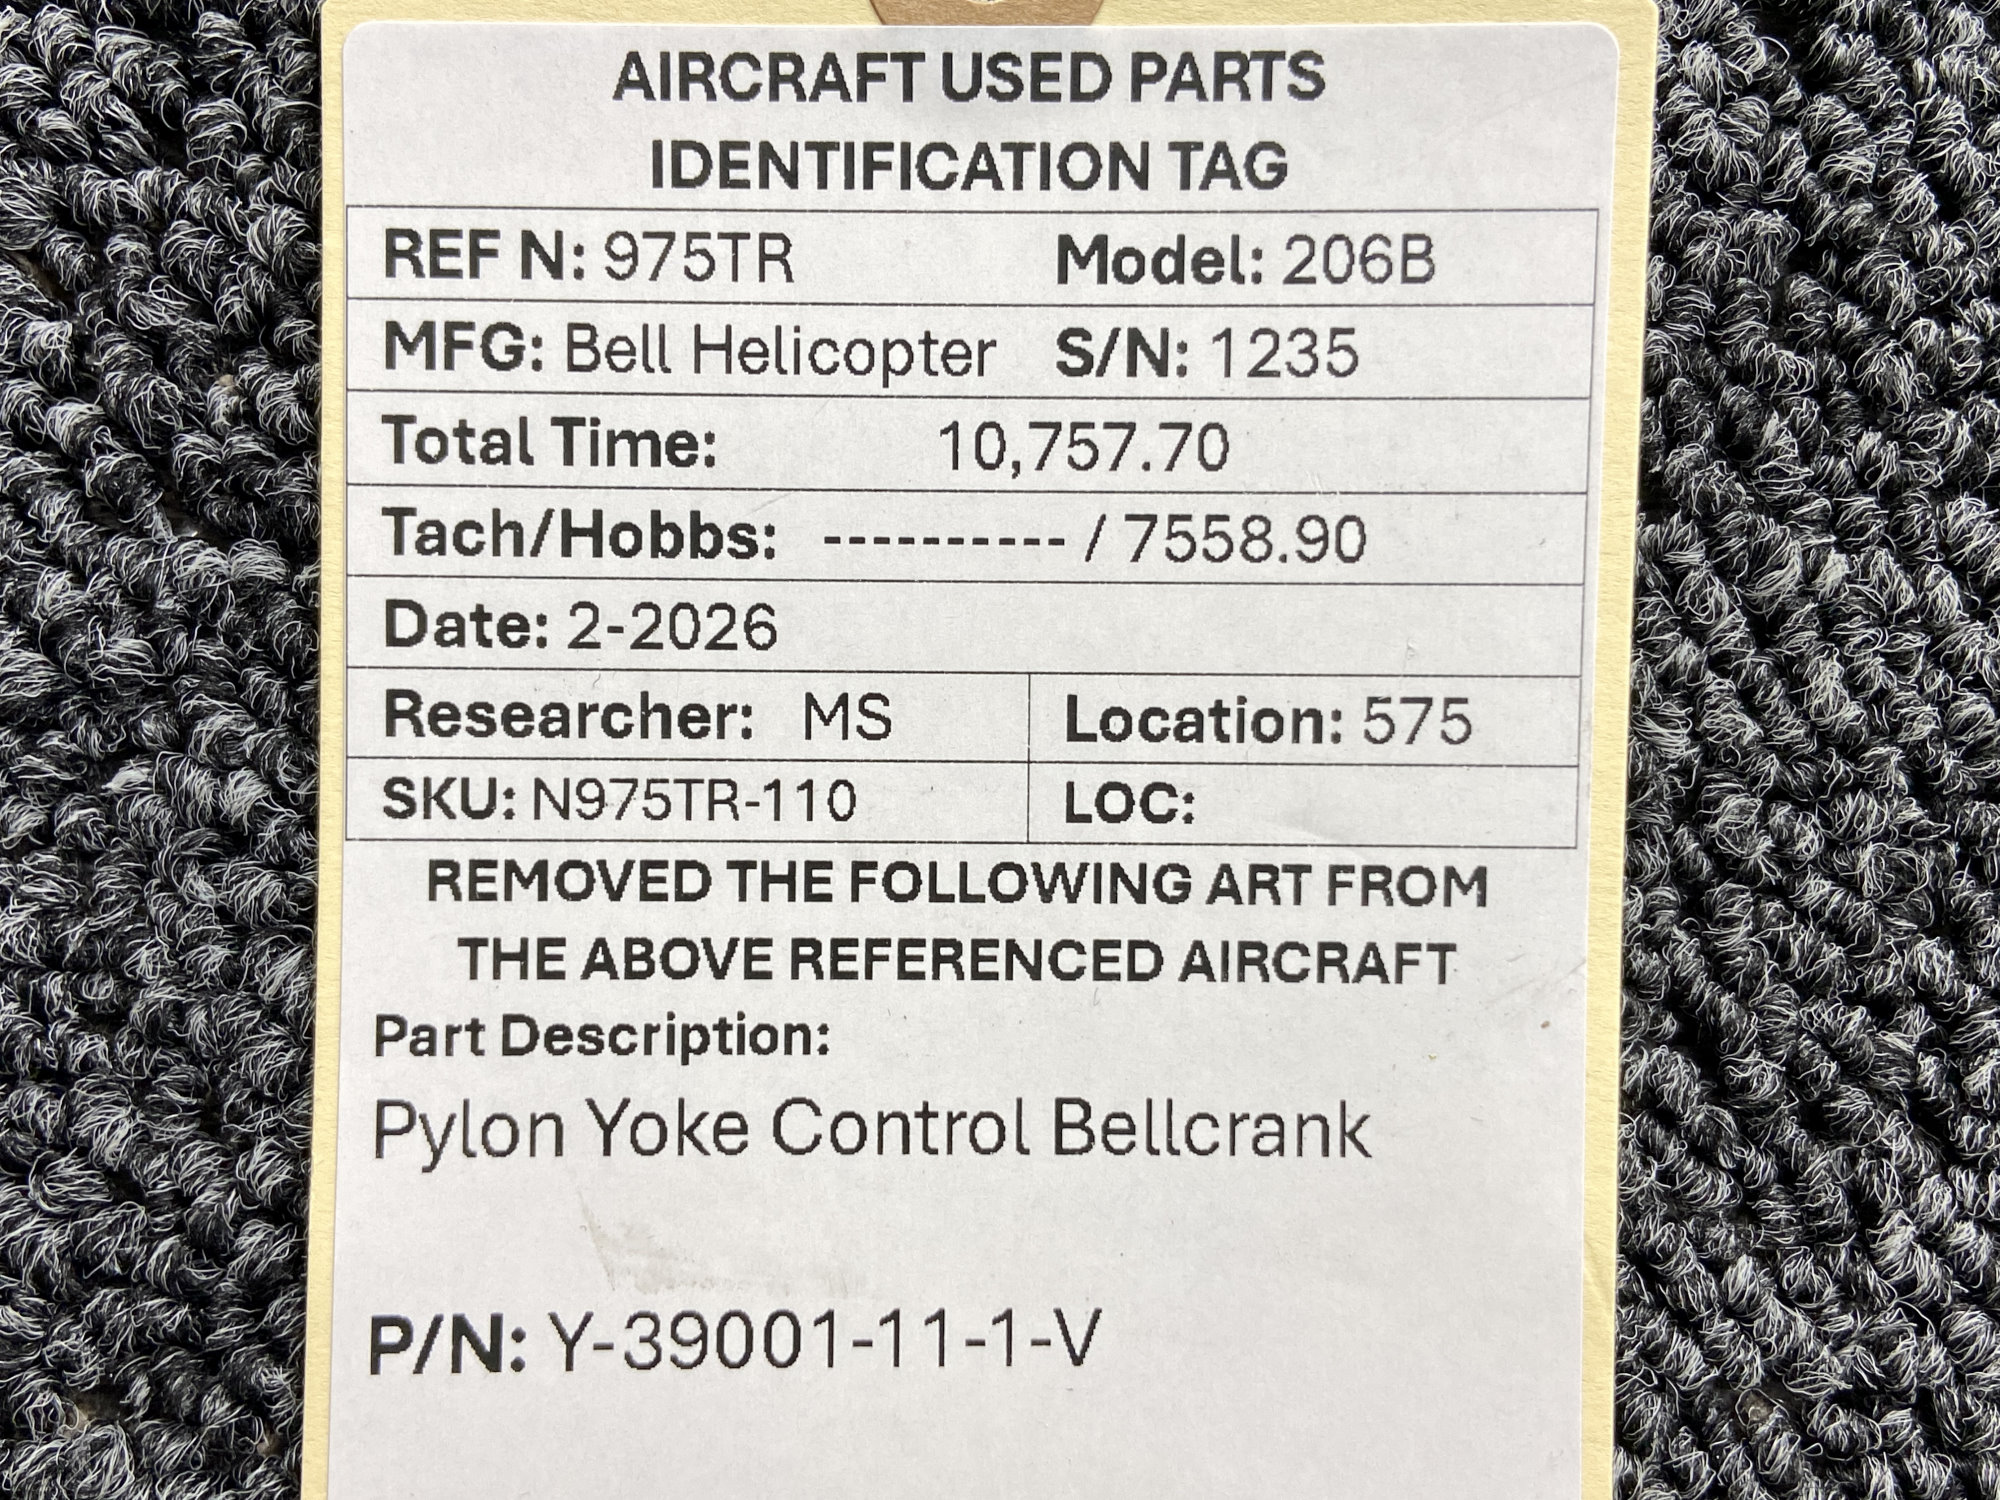 AIRCRAFT USED PARTS
IDENTIFICATION TAG
REF N: 975TR Model: 206B
MFG: Bell Helicopter S/N: 1235
Total Time: 10,757.70
Tach/Hobbs: ---------- / 7558.90
Date: 2-2026
Researcher: MS Location: 575
SKU: N975TR-110 LOC:
REMOVED THE FOLLOWING ART FROM
THE ABOVE REFERENCED AIRCRAFT
Part Description:
Pylon Yoke Control Bellcrank
P/N: Y-39001-11-1-V